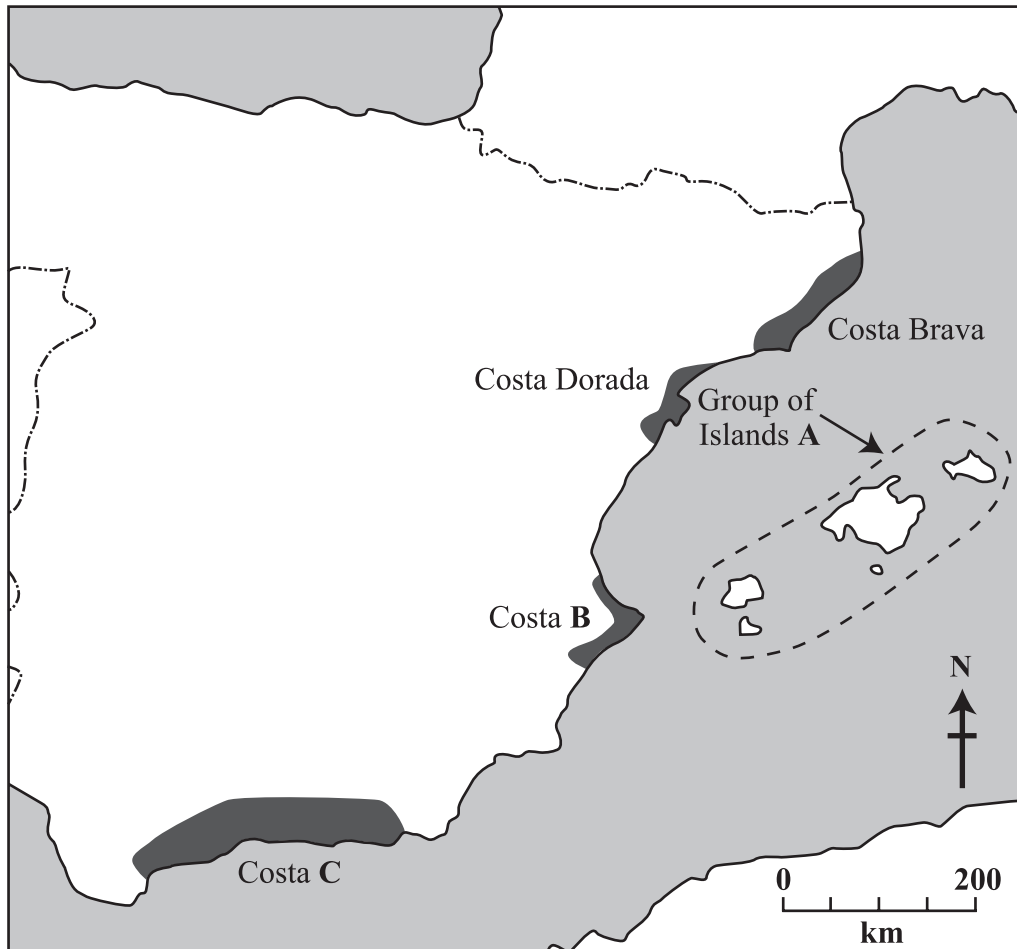 Costa Brava
Costa Dorada
Group of
Islands A
Costa B
N
Costa C
0 200
km